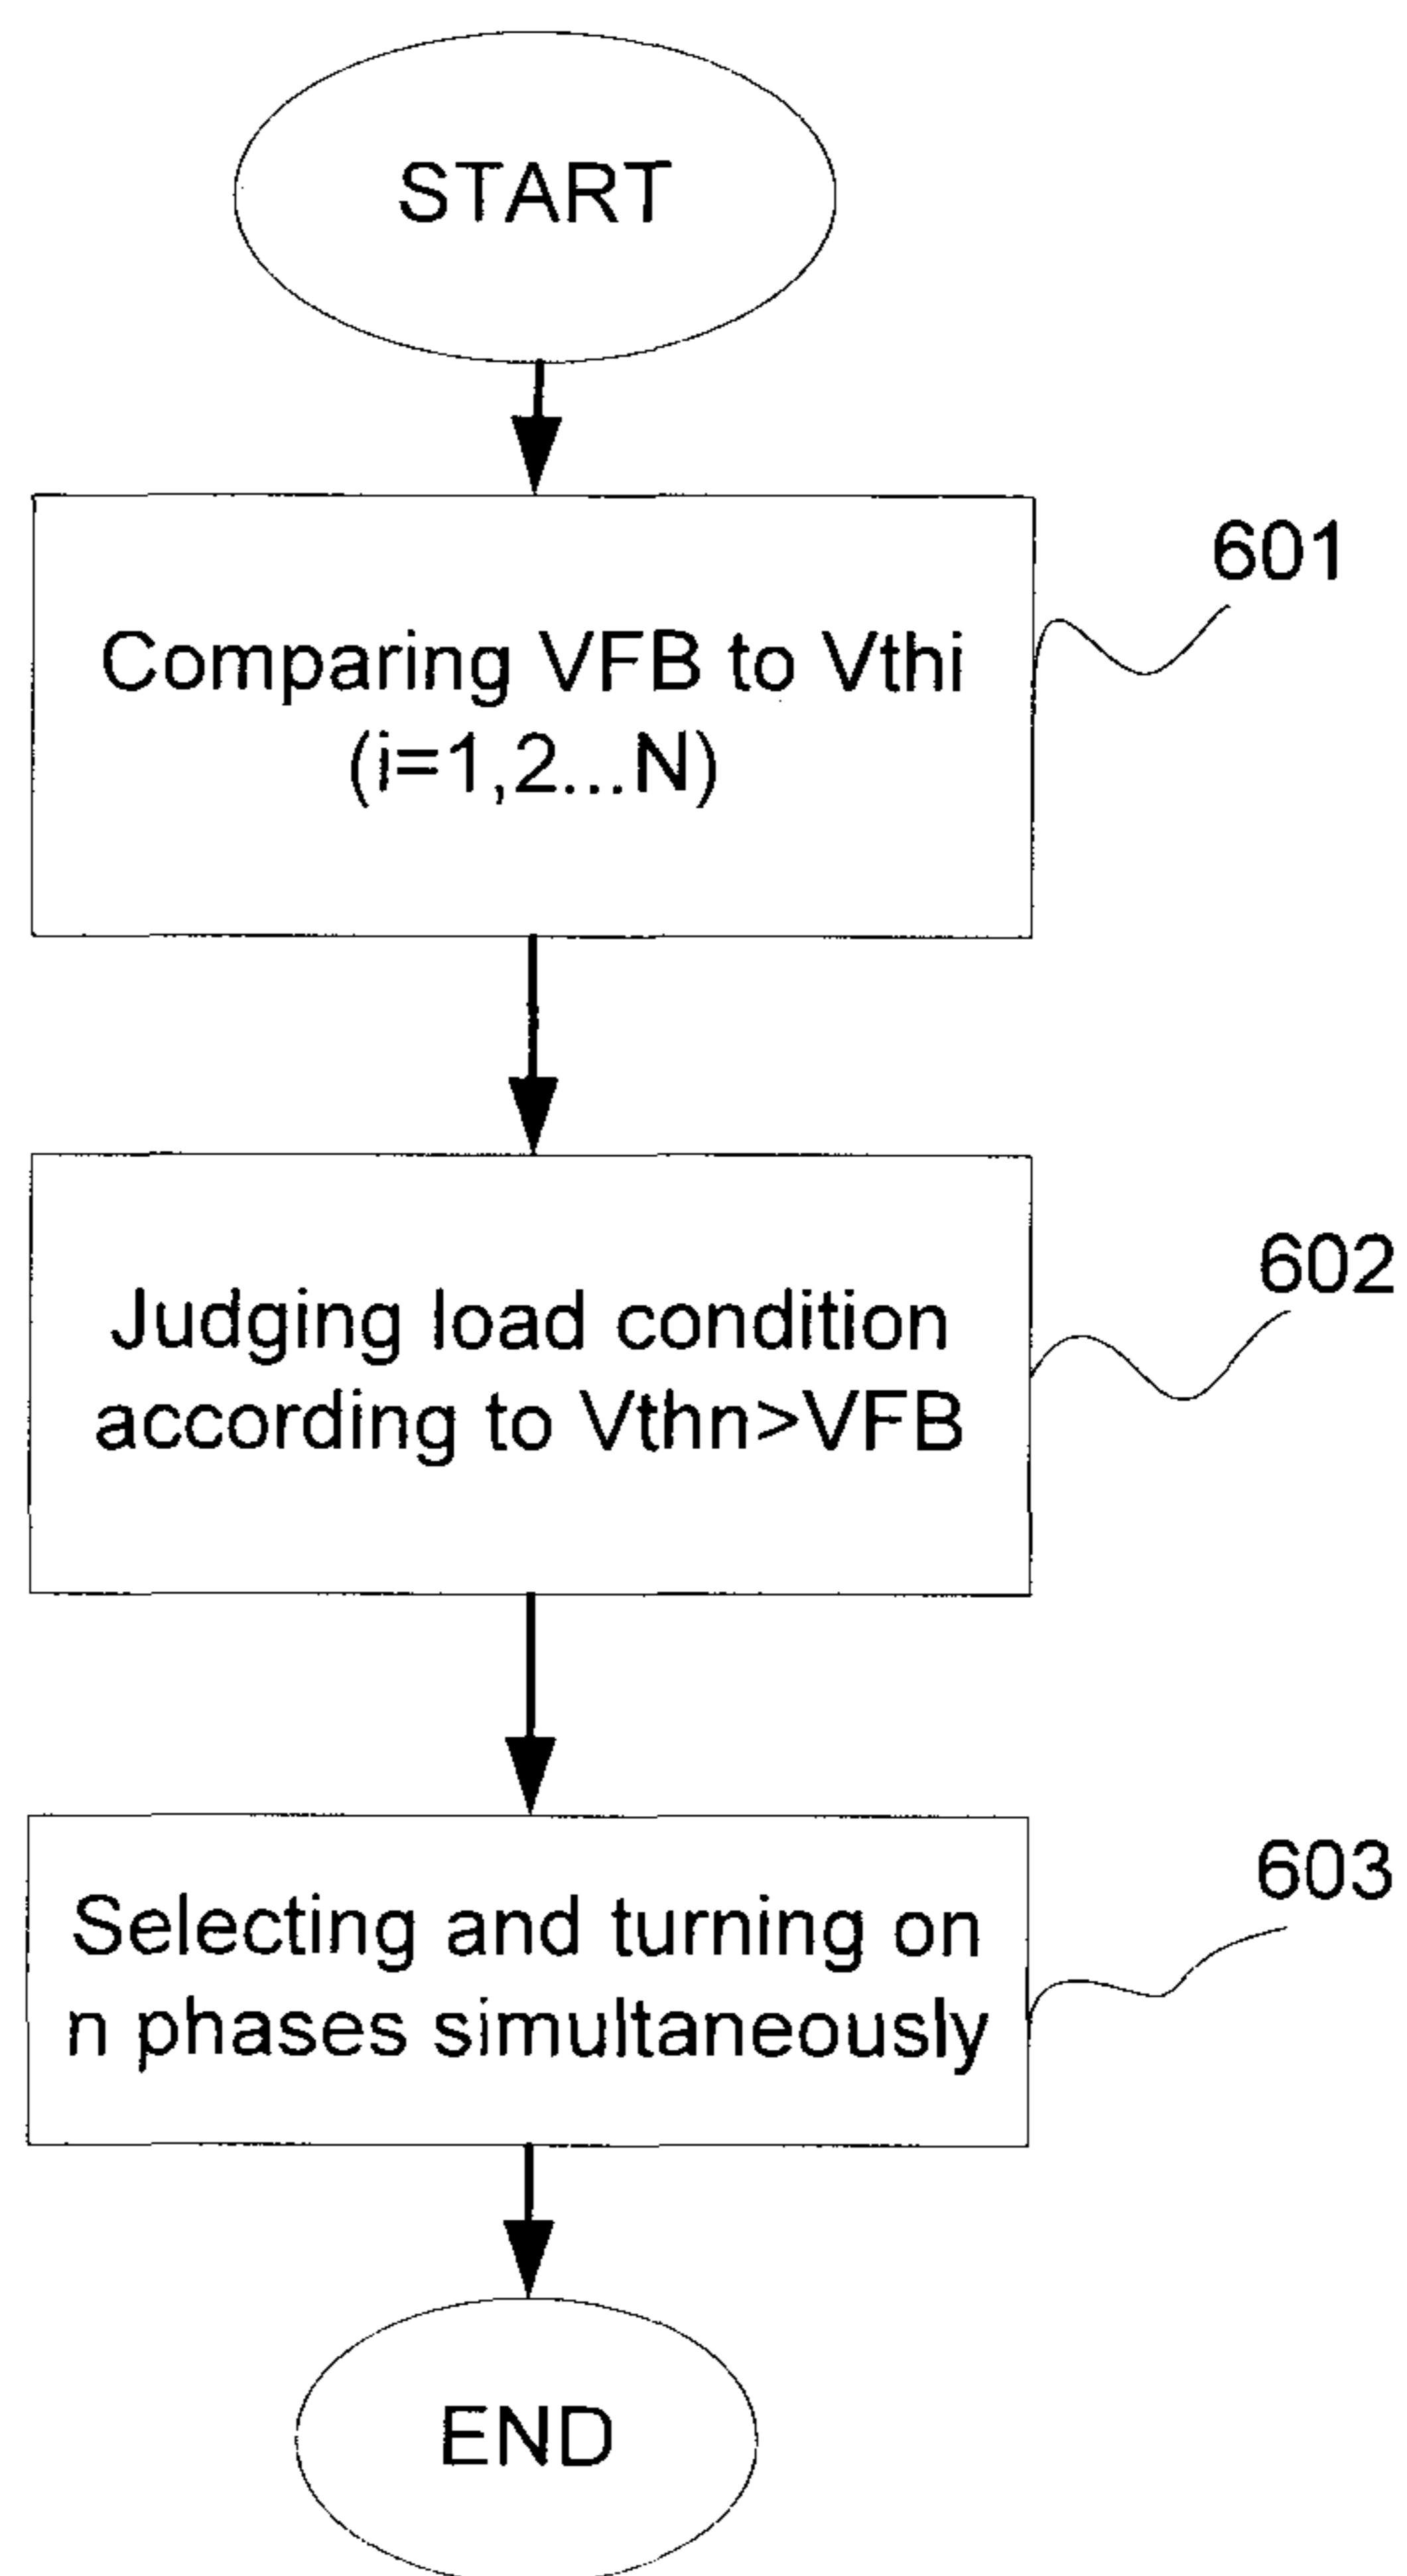 START
Comparing VFB to Vthi
(i=1,2...N)
601
Judging load condition
according to Vthn>VFB
602
Selecting and turning on
n phases simultaneously
603
END